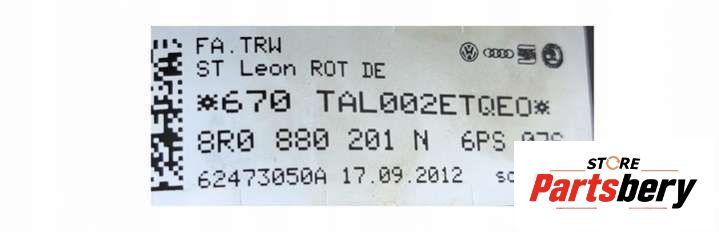 FA.TRW
ST Leon ROT DE
*670 TAL002ETQEO*
8R0 880 201 N 6PS
62473050A 17.09.2012
STORE
Partsbery